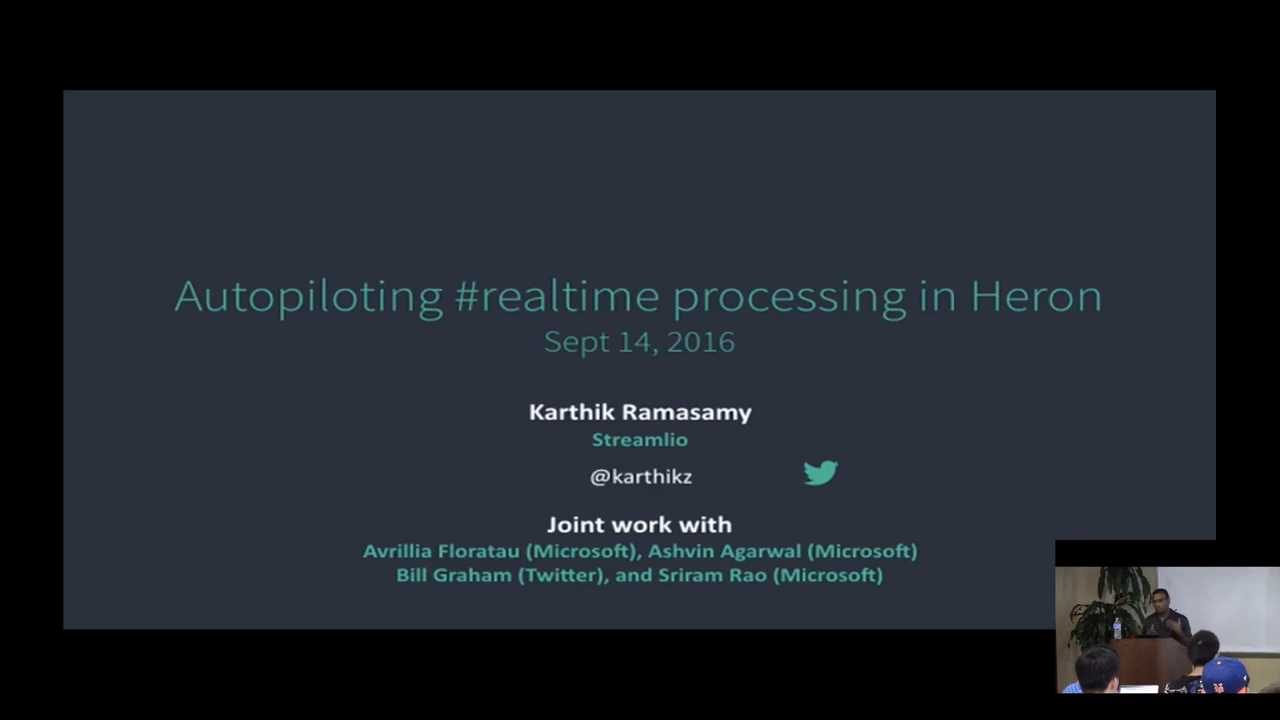 Autopiloting #realtime processing in Heron
Sept 14, 2016
Karthik Ramasamy
Streamlio
@karthikz
Joint work with
Avrillia Floratau (Microsoft), Ashvin Agarwal (Microsoft)
Bill Graham (Twitter), and Sriram Rao (Microsoft)